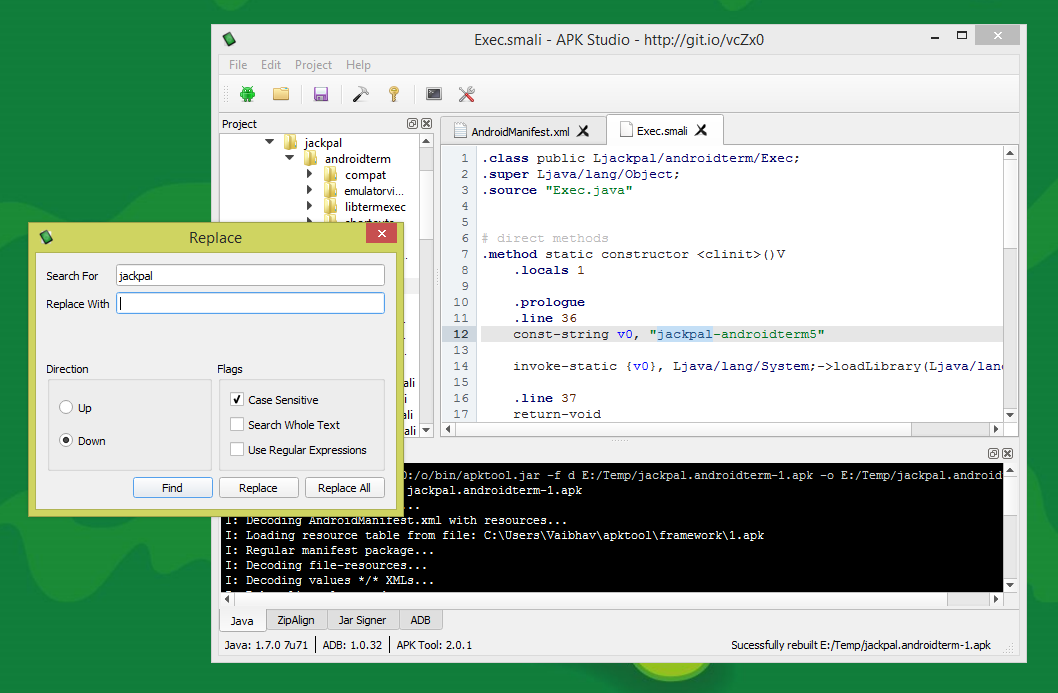 Exec.smali - APK Studio - http://git.io/vcZx0
File Edit Project Help
Project
jackpal
androidterm
compat
emulatorvi...
libtermexec
AndroidManifest.xml
Exec.smali
1 .class public Ljackpal/androidterm/Exec;
2 .super Ljava/lang/Object;
3 .source "Exec.java"
4
5
6 # direct methods
7 .method static constructor <clinit>()V
8 .locals 1
9
10 .prologue
11 .line 36
12 const-string v0, "jackpal-androidterm5"
13
14 invoke-static {v0}, Ljava/lang/System;->loadLibrary(Ljava/lan
15
16 .line 37
17 return-void
Replace
Search For jackpal
Replace With
Direction
Up
Down
Flags
Case Sensitive
Search Whole Text
Use Regular Expressions
Find Replace Replace All
:/o/bin/apktool.jar -f d E:/Temp/jackpal.androidterm-1.apk -o E:/Temp/jackpal.android
jackpal.androidterm-1.apk
...
I: Decoding AndroidManifest.xml with resources...
I: Loading resource table from file: C:\Users\Vaibhav\apktool\framework\1.apk
I: Regular manifest package...
I: Decoding file-resources...
I: Decoding values */* XMLs...
Java ZipAlign Jar Signer ADB
Java: 1.7.0 7u71 ADB: 1.0.32 APK Tool: 2.0.1 Sucessfully rebuilt E:/Temp/jackpal.androidterm-1.apk